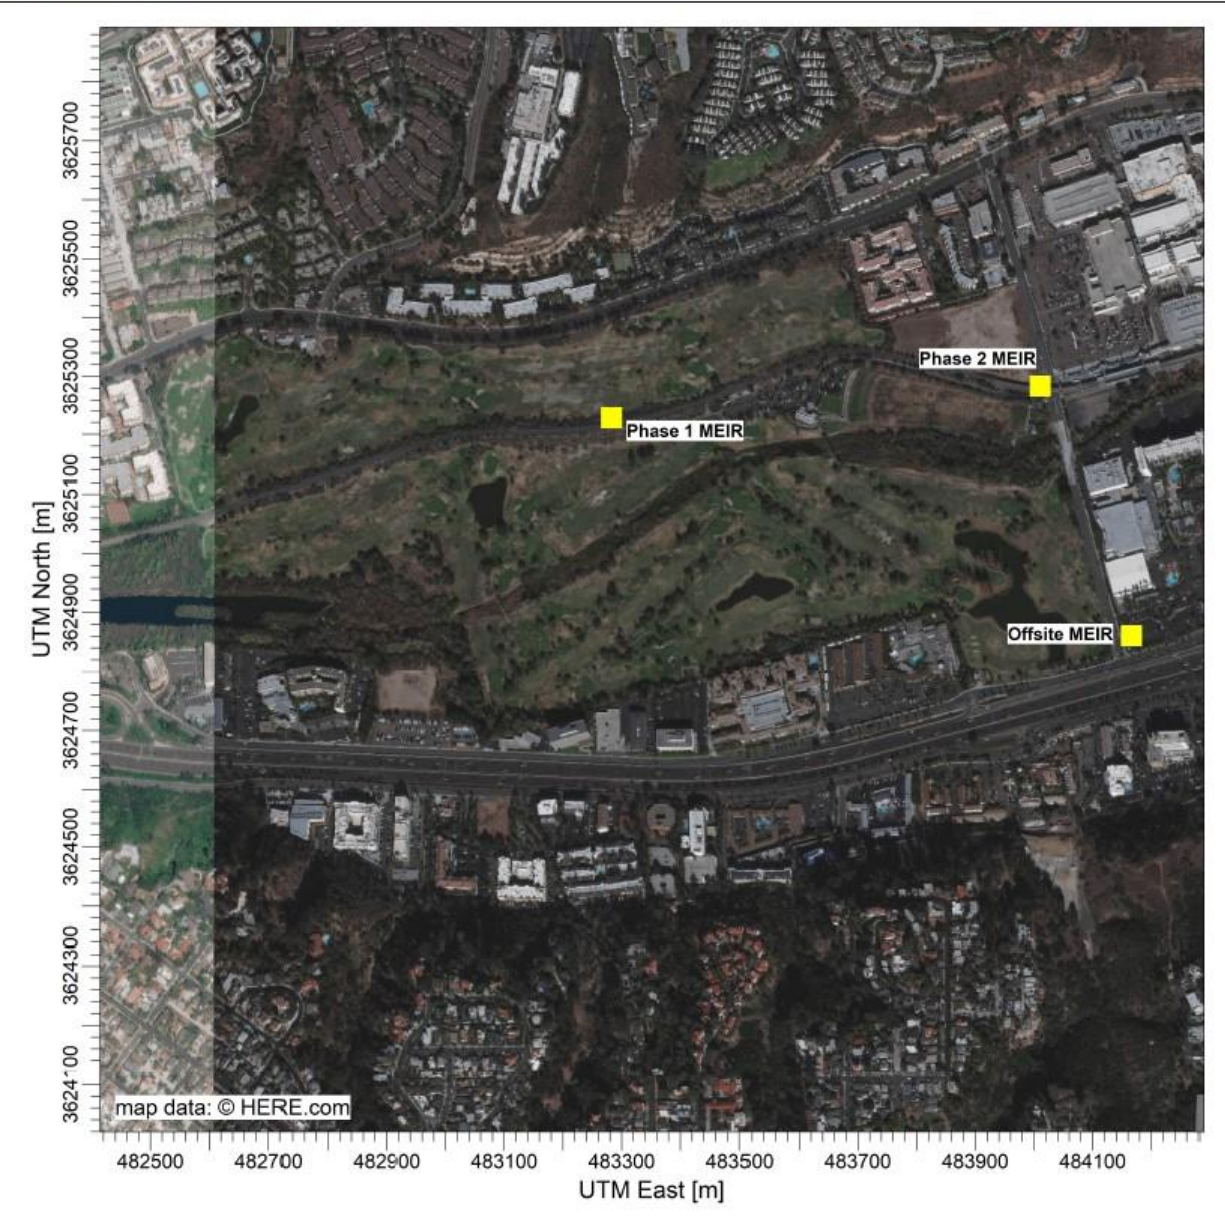 3625700
3625500
3625300
3625100
3624900
3624700
3624500
3624300
3624100
UTM North [m]
Phase 2 MEIR
Phase 1 MEIR
Offsite MEIR
map data: © HERE.com
482500 482700 482900 483100 483300 483500 483700 483900 484100
UTM East [m]